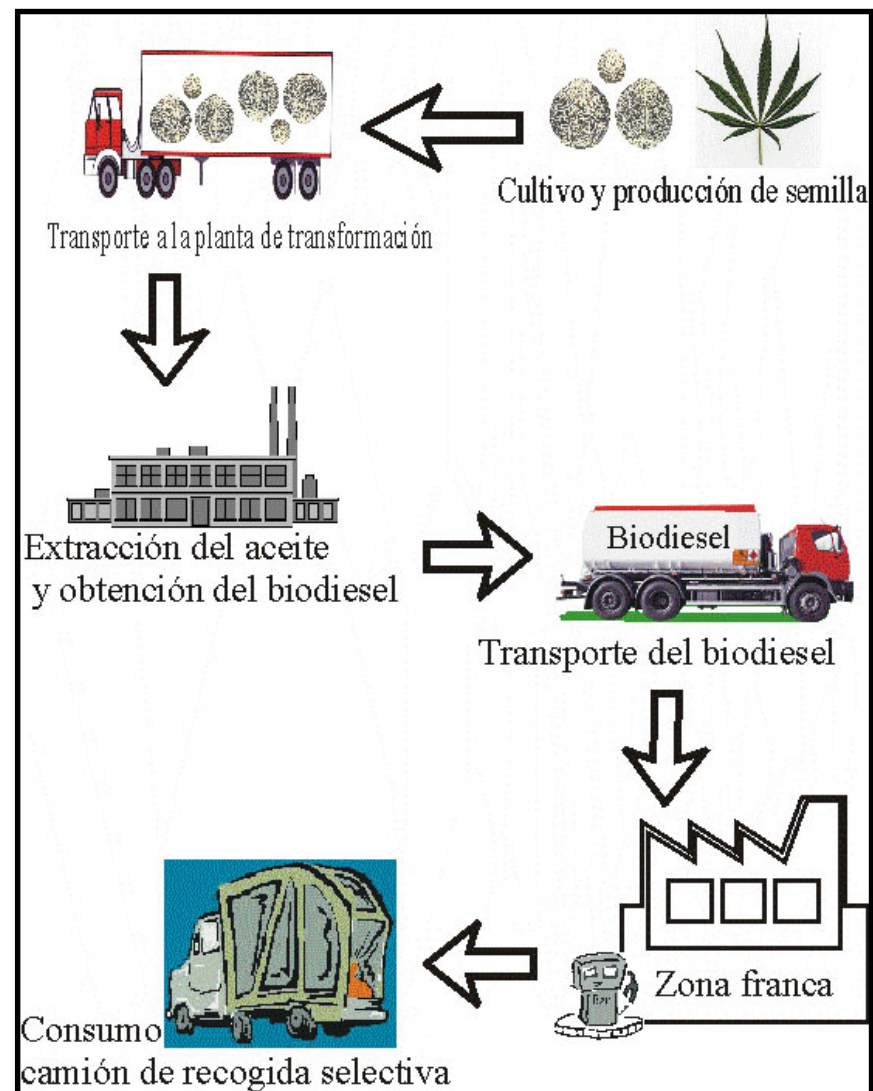 Cultivo y producción de semilla
Transporte a la planta de transformación
Extracción del aceite
y obtención del biodiesel
Biodiesel
Transporte del biodiesel
Zona franca
Consumo
camión de recogida selectiva